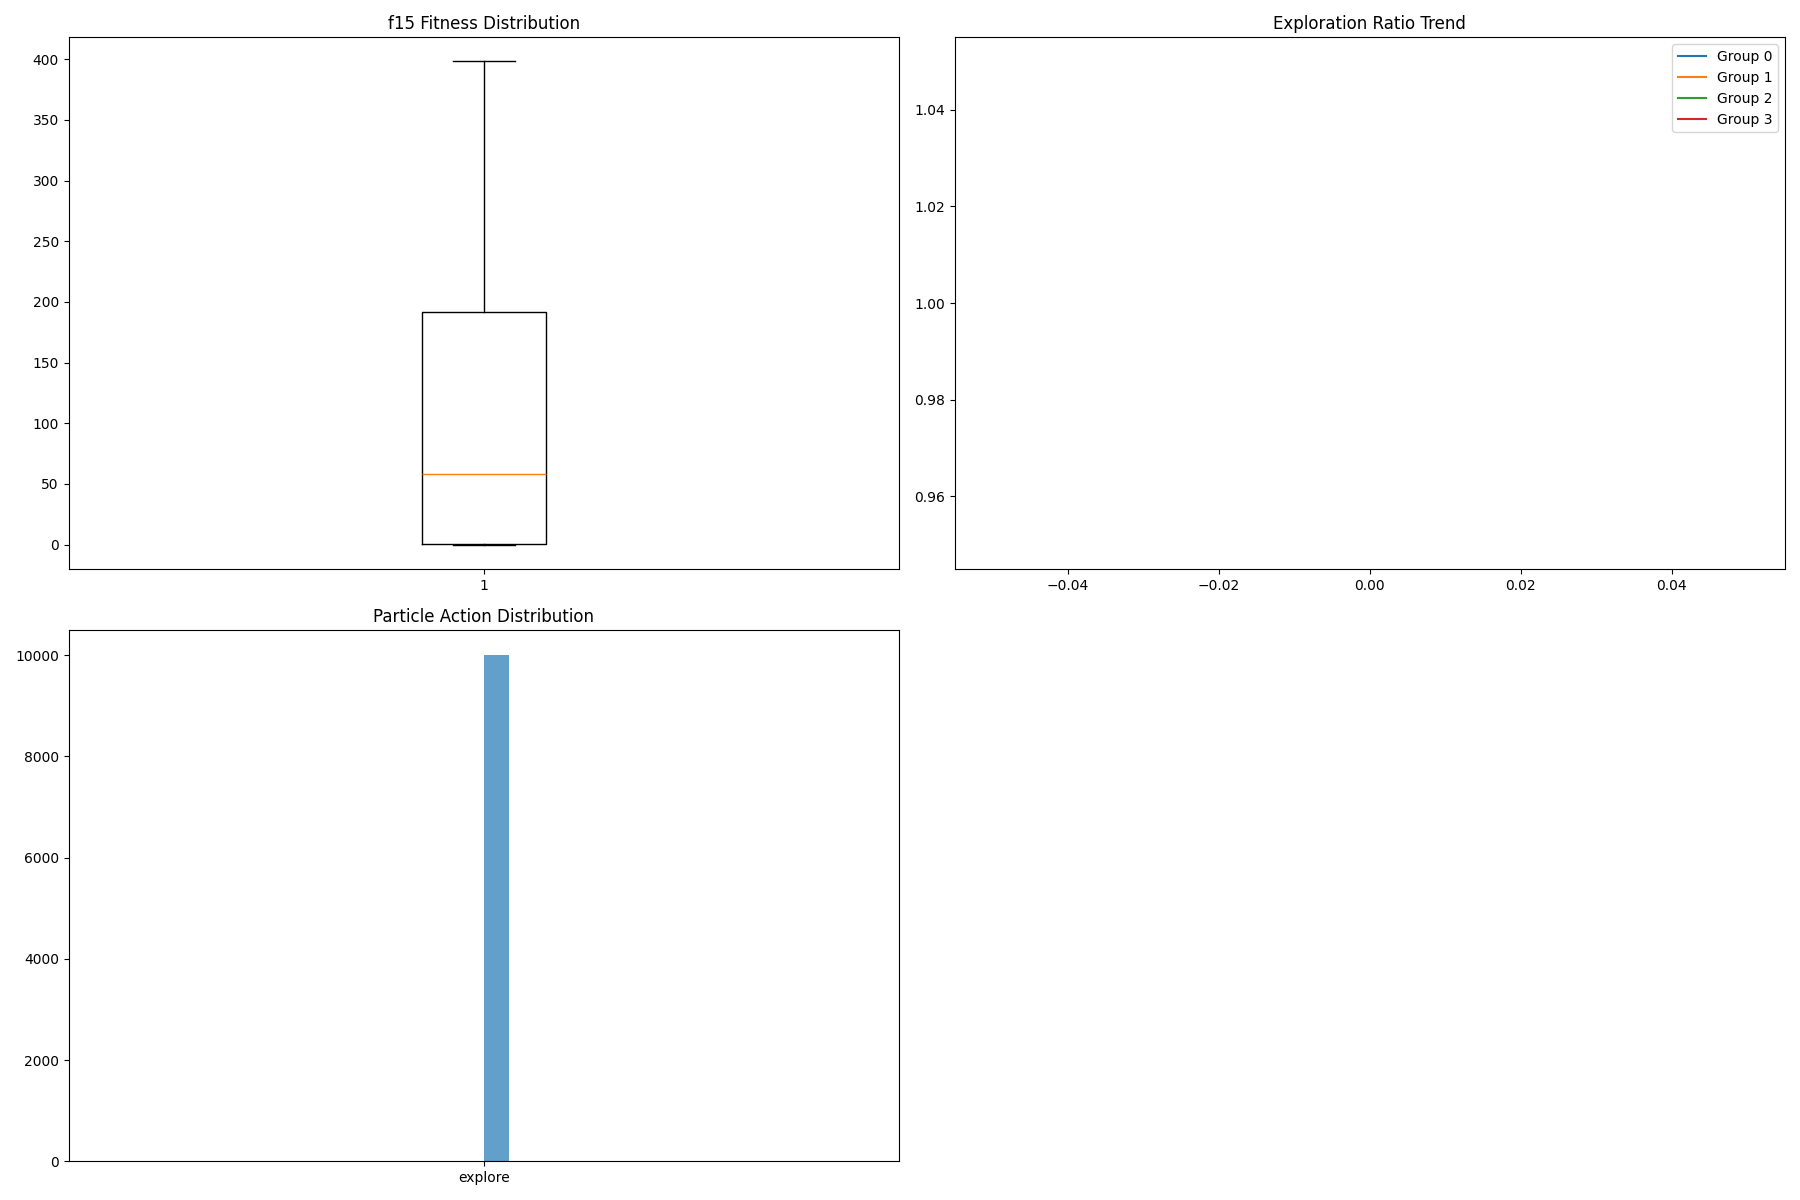 f15 Fitness Distribution
400
350
300
250
200
150
100
50
0
1
Exploration Ratio Trend
Group 0
Group 1
Group 2
Group 3
1.04
1.02
1.00
0.98
0.96
−0.04 −0.02 0.00 0.02 0.04
Particle Action Distribution
10000
8000
6000
4000
2000
0
explore